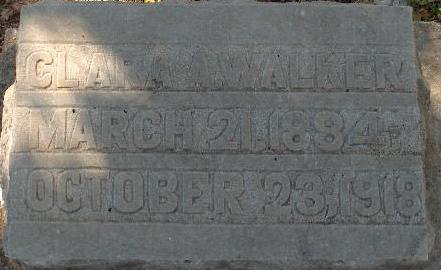 CLARA V. WALKER
MARCH 21, 1884.
OCTOBER 23, 1918